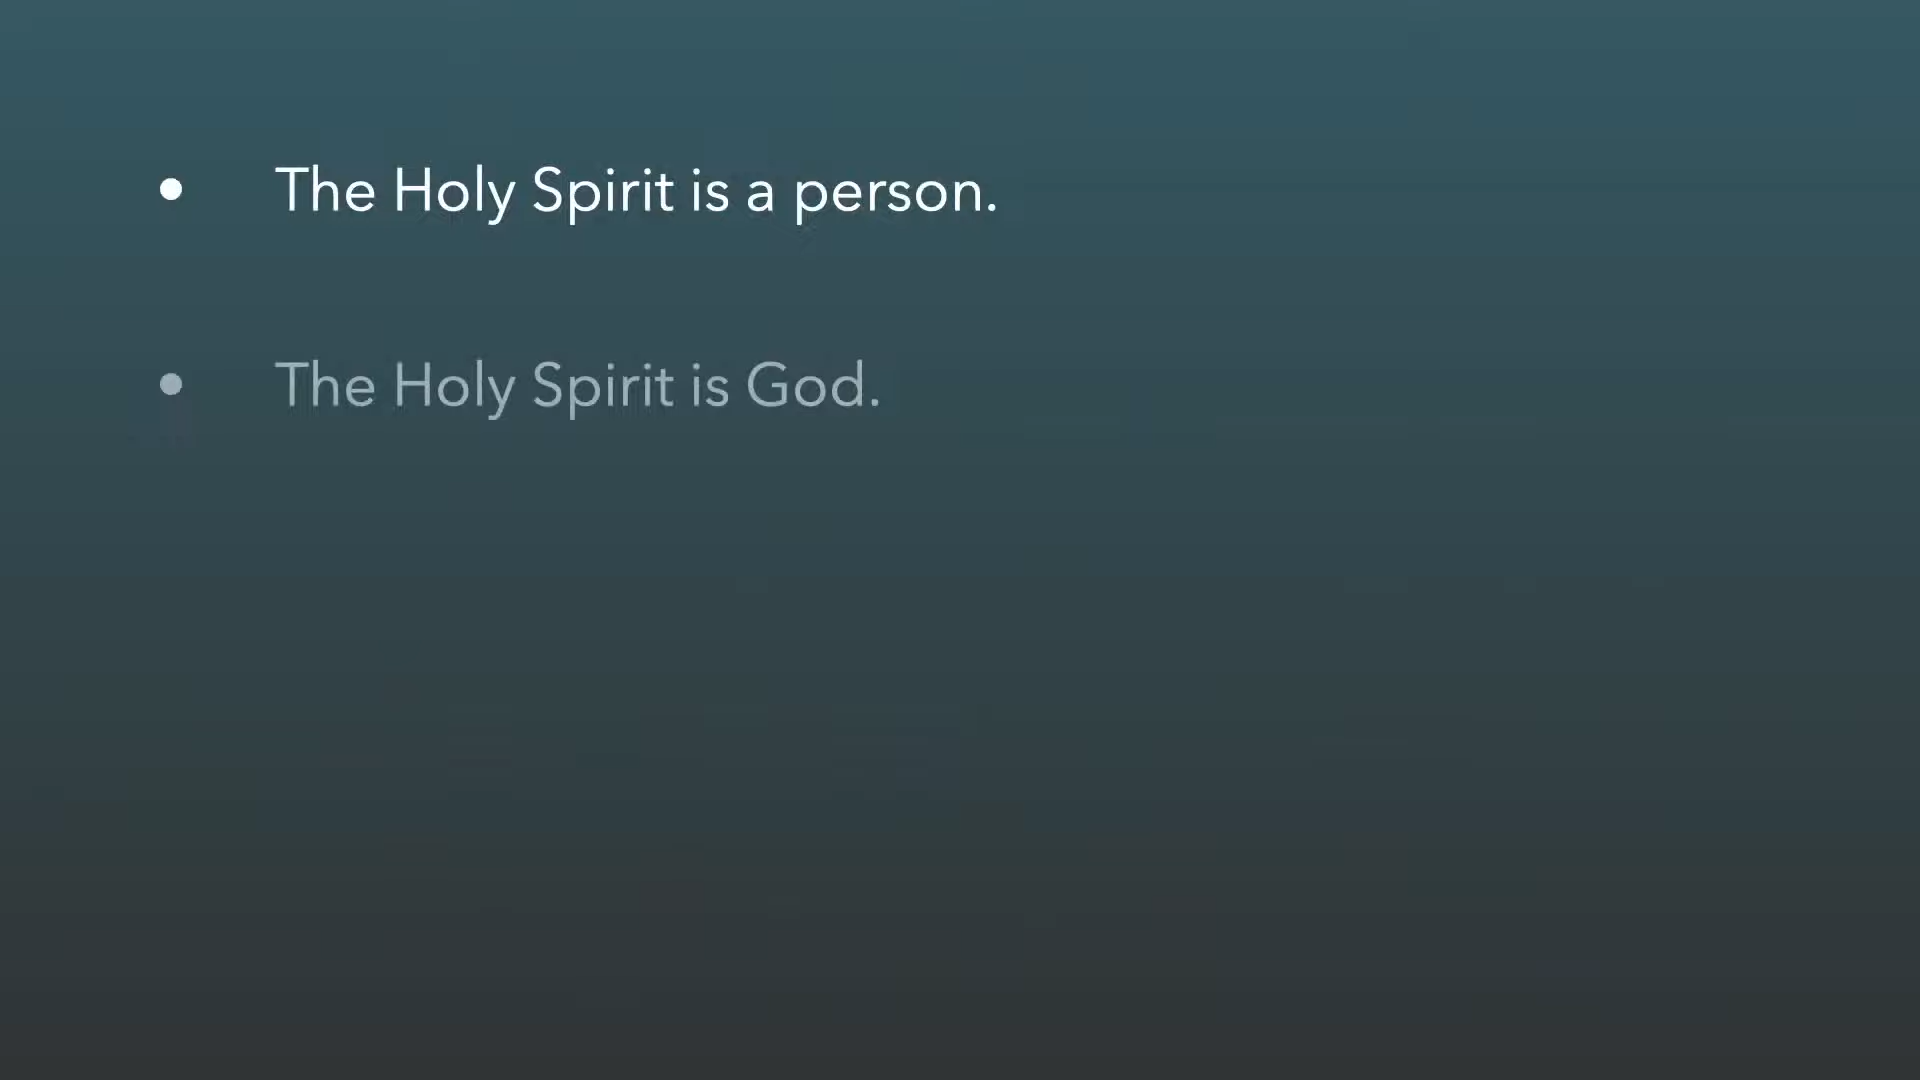 • The Holy Spirit is a person.
• The Holy Spirit is God.